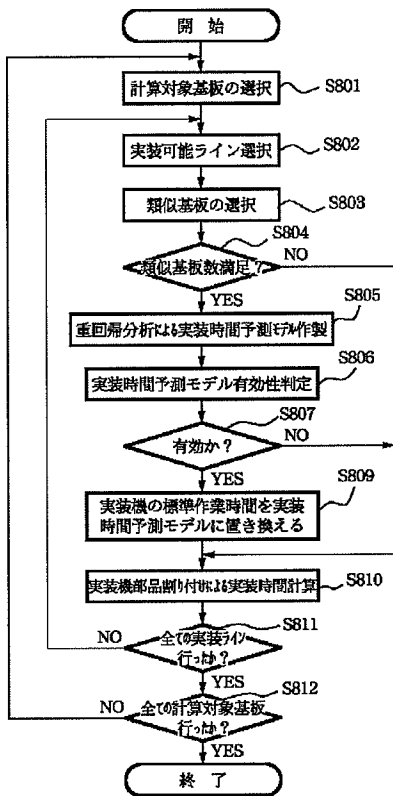 開始
計算対象基板の選択
S801
実装可能ライン選択
S802
類似基板の選択
S803
S804
類似基板数満足？
NO
YES
S805
重回帰分析による実装時間予測モデル作製
S806
実装時間予測モデル有効性判定
S807
有効か？
NO
YES
S809
実装機の標準作業時間を実装
時間予測モデルに置き換える
S810
実装機部品割り付けによる実装時間計算
S811
NO
全ての実装ライン
行ったか？
YES
S812
NO
全ての計算対象基板
行ったか？
YES
終了